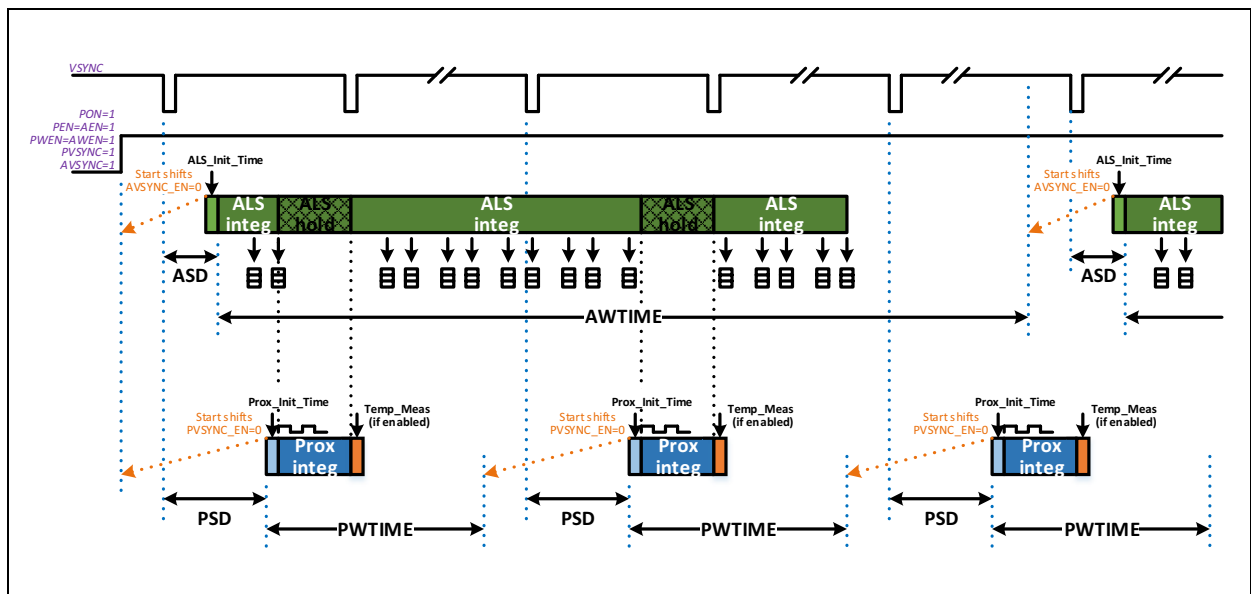 VSYNC
PON=1
PEN=AEN=1
PWEN=AWEN=1
PVSYNC=1
AVSYNC=1
ALS_Init_Time
ALS_Init_Time
Start shifts
AVSYNC_EN=0
Start shifts
AVSYNC_EN=0
ALS
integ
ALS
hold
ALS
integ
ALS
hold
ALS
integ
ALS
integ
ASD
ASD
AWTIME
Prox_Init_Time
Temp_Meas
(if enabled)
Prox_Init_Time
Temp_Meas
(if enabled)
Prox_Init_Time
Temp_Meas
(if enabled)
Start shifts
PVSYNC_EN=0
Start shifts
PVSYNC_EN=0
Start shifts
PVSYNC_EN=0
Prox
integ
Prox
integ
Prox
integ
PSD
PWTIME
PSD
PWTIME
PSD
PWTIME